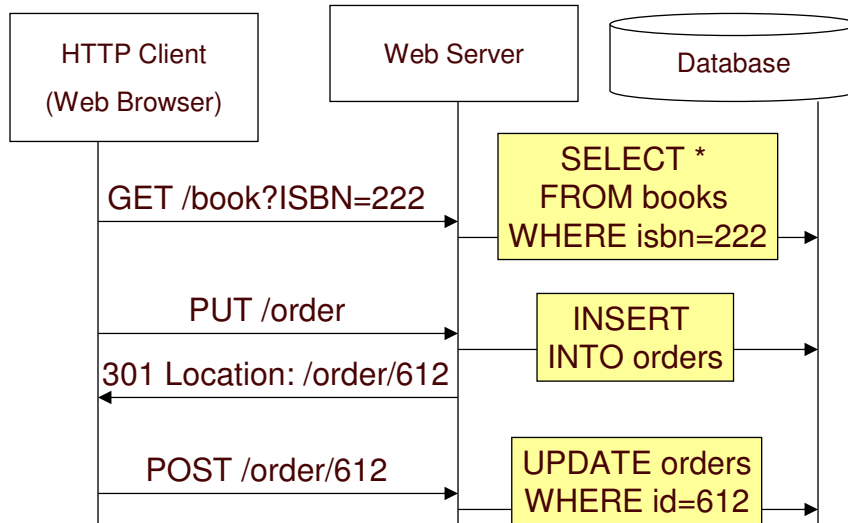 HTTP Client
(Web Browser)
Web Server
Database
GET /book?ISBN=222
SELECT *
FROM books
WHERE isbn=222
PUT /order
INSERT
INTO orders
301 Location: /order/612
POST /order/612
UPDATE orders
WHERE id=612